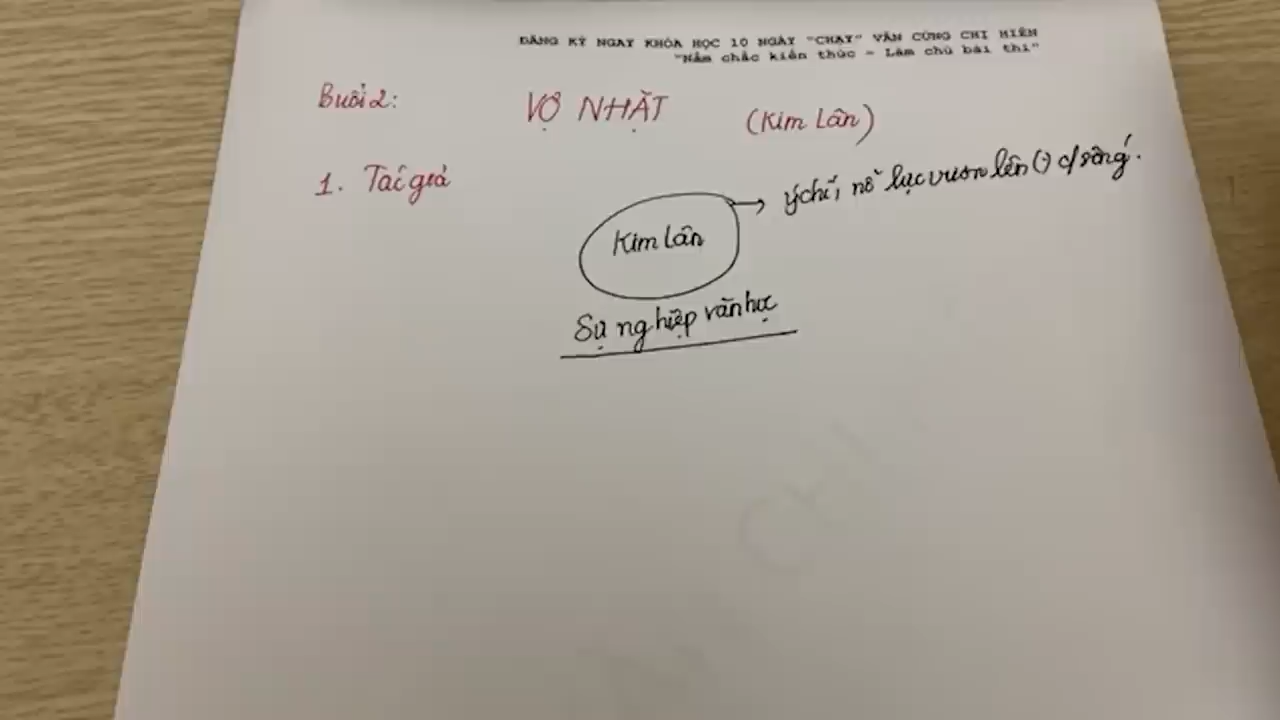 ĐĂNG KÝ NGAY KHÓA HỌC 10 NGÀY "CHẠY" VĂN CÙNG CHỊ HIÊN
"Nắm chắc kiến thức - Làm chủ bài thi"
Buổi 2: VỢ NHẶT (Kim Lân)
1. Tác giả
Kim Lân → ý chí, nỗ lực vươn lên (.) c/sống.
Sự nghiệp văn học